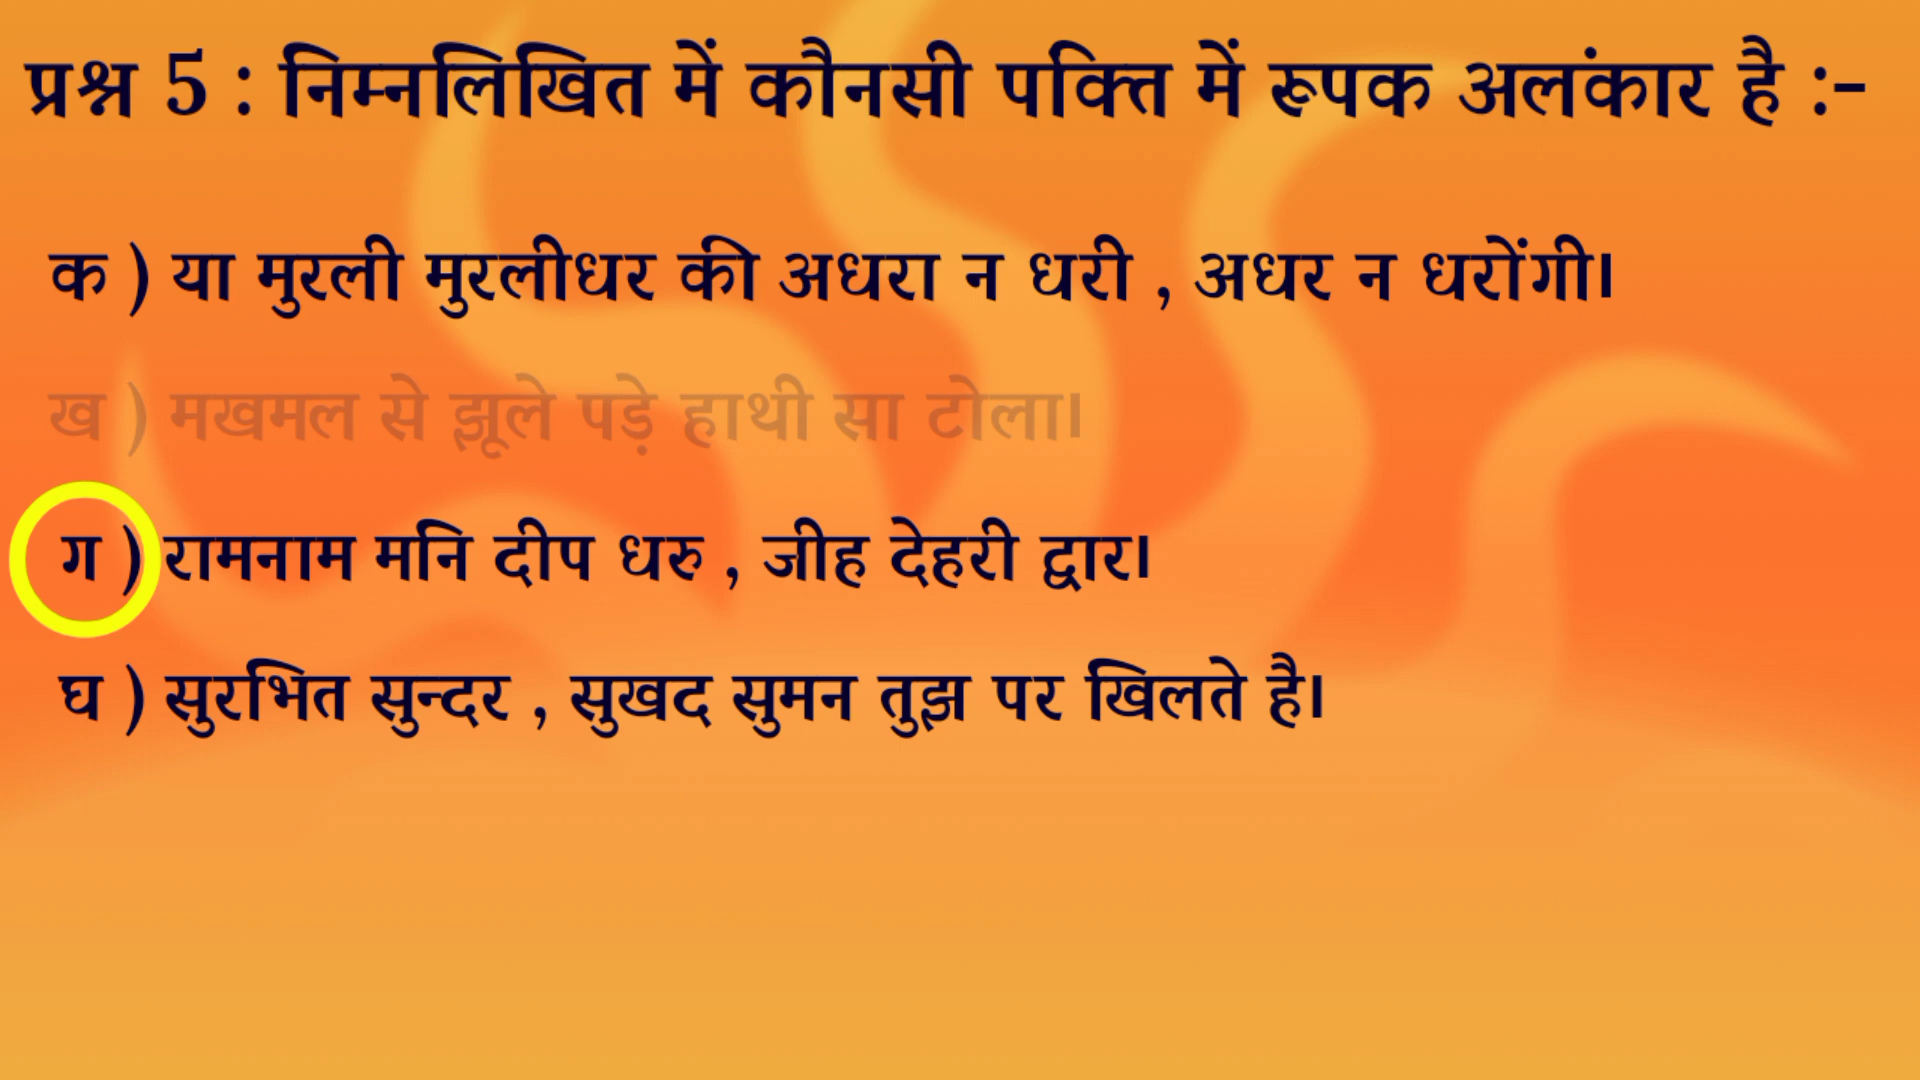 प्रश्न 5 : निम्नलिखित में कौनसी पक्ति में रूपक अलंकार है :-
क ) या मुरली मुरलीधर की अधरा न धरी , अधर न धरोंगी।
ख ) मखमल से झूले पड़े हाथी सा टोला।
ग ) रामनाम मनि दीप धरु , जीह देहरी द्वार।
घ ) सुरभित सुन्दर , सुखद सुमन तुझ पर खिलते है।